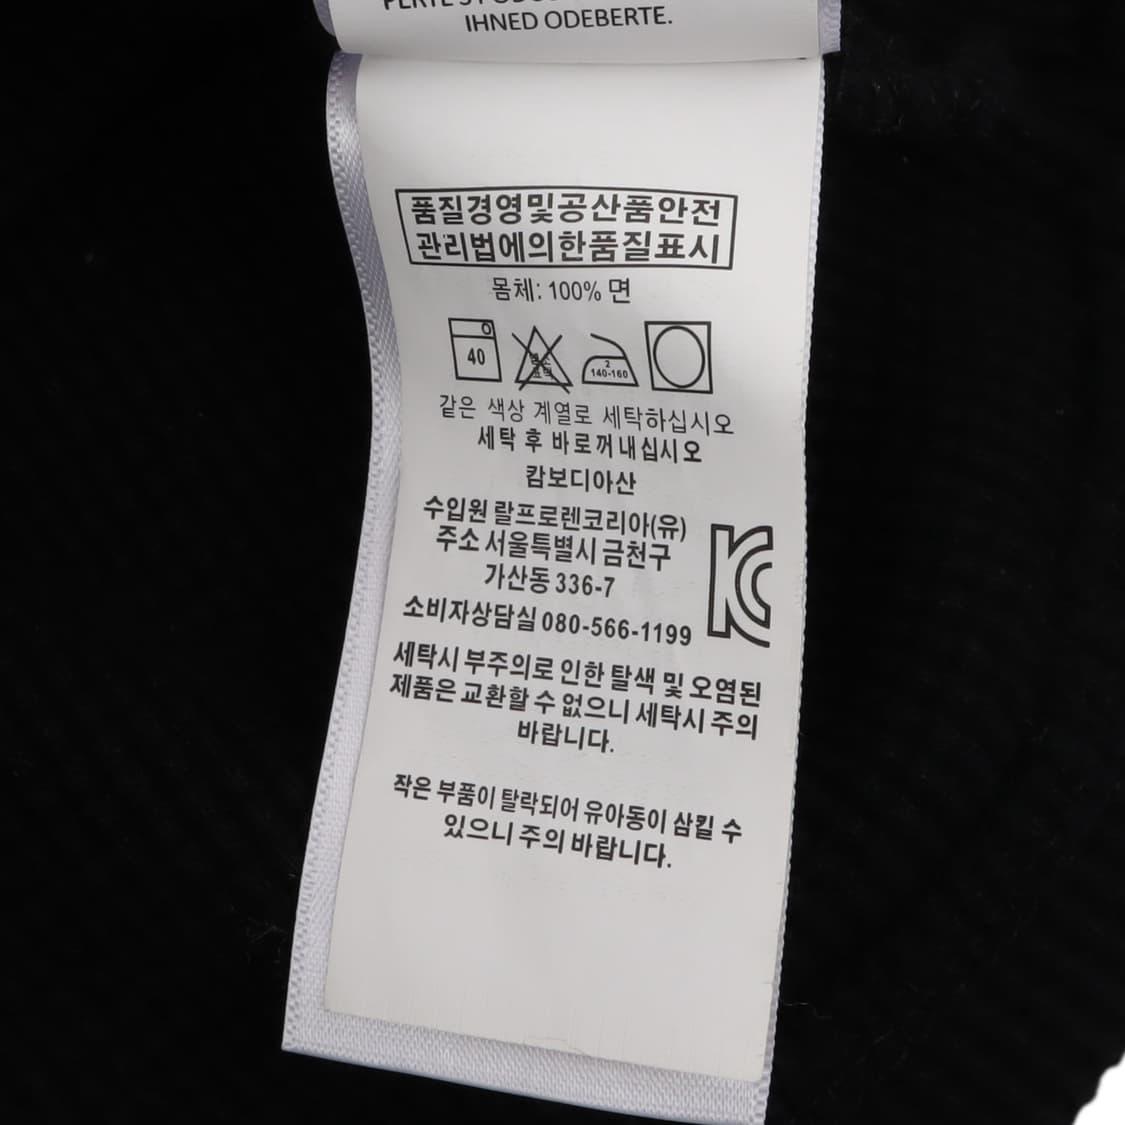 IHNED ODEBERTE.
품질경영및공산품안전
관리법에의한품질표시
몸체: 100% 면
40
염소
표백
2
140-160
같은 색상 계열로 세탁하십시오
세탁 후 바로꺼내십시오
캄보디아산
수입원 랄프로렌코리아(유)
주소 서울특별시 금천구
가산동 336-7
소비자상담실 080-566-1199
세탁시 부주의로 인한 탈색 및 오염된
제품은 교환할 수 없으니 세탁시 주의
바랍니다.
작은 부품이 탈락되어 유아동이 삼킬 수
있으니 주의 바랍니다.